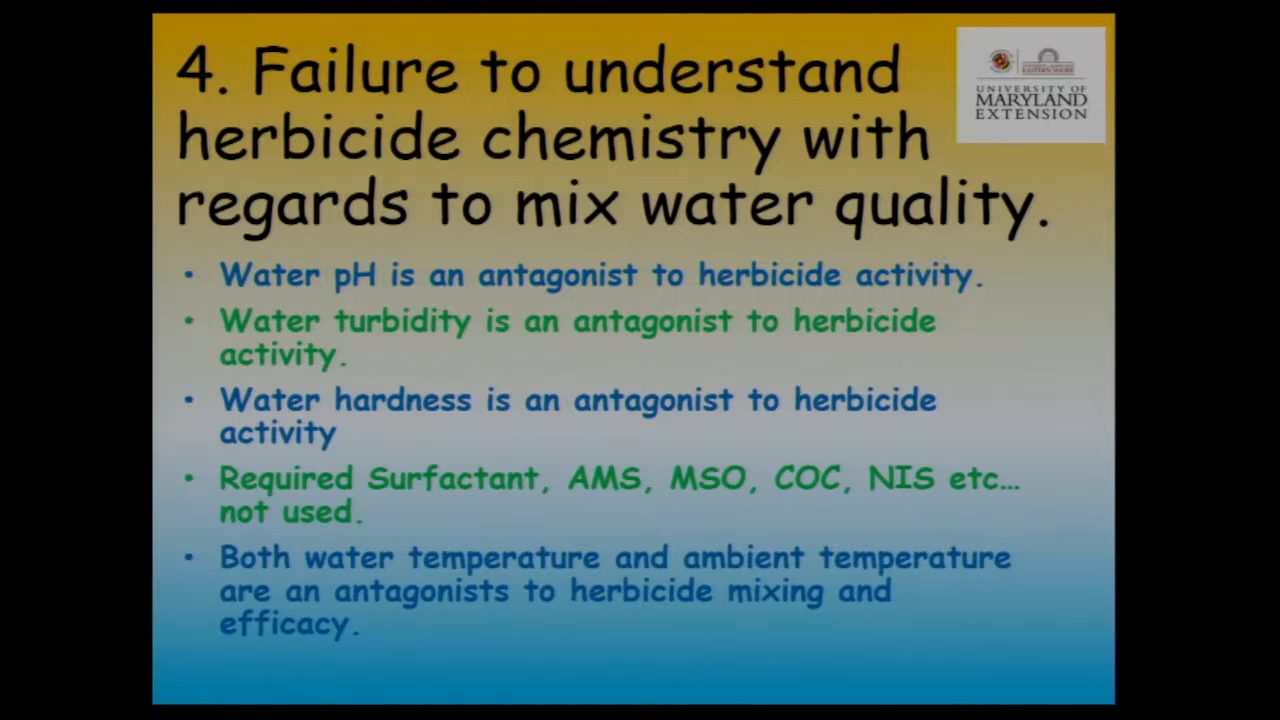 4. Failure to understand
herbicide chemistry with
regards to mix water quality.
UNIVERSITY OF
MARYLAND
EXTENSION
• Water pH is an antagonist to herbicide activity.
• Water turbidity is an antagonist to herbicide
activity.
• Water hardness is an antagonist to herbicide
activity
• Required Surfactant, AMS, MSO, COC, NIS etc…
not used.
• Both water temperature and ambient temperature
are an antagonists to herbicide mixing and
efficacy.